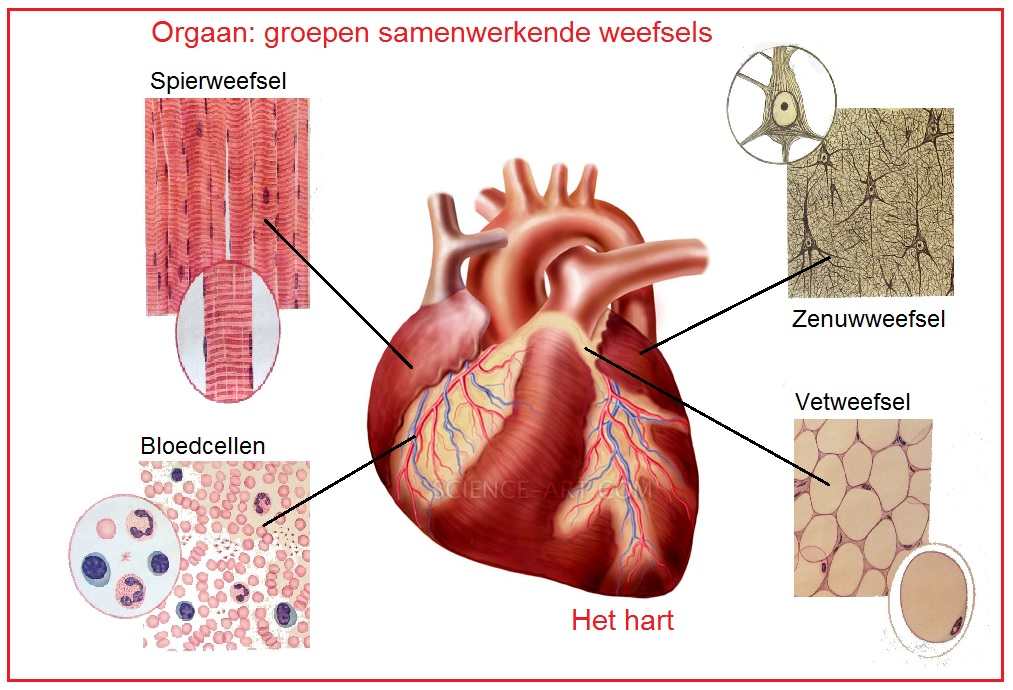 Orgaan: groepen samenwerkende weefsels
Spierweefsel
Zenuwweefsel
Vetweefsel
Bloedcellen
SCIENCE-ART.COM
Het hart